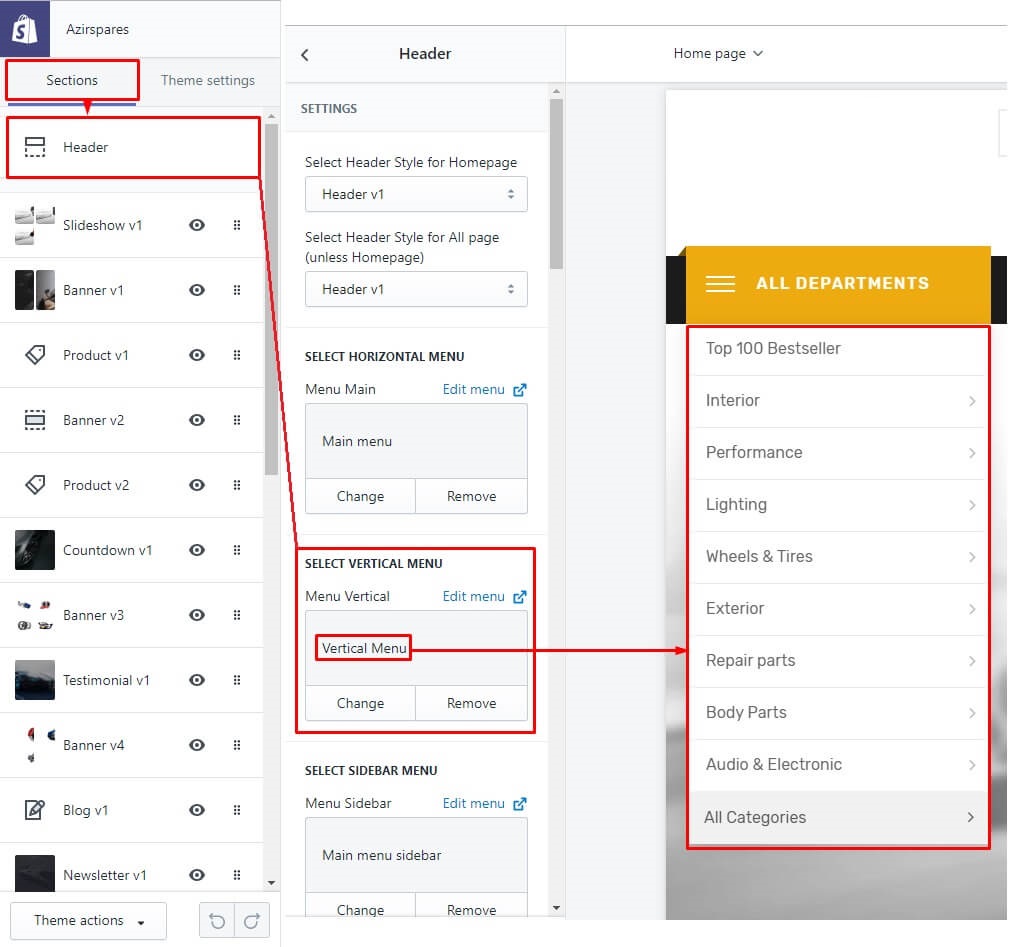 Azirspares
Sections
Theme settings
Header
Slideshow v1
Banner v1
Product v1
Banner v2
Product v2
Countdown v1
Banner v3
Testimonial v1
Banner v4
Blog v1
Newsletter v1
Theme actions
Header
SETTINGS
Select Header Style for Homepage
Header v1
Select Header Style for All page
(unless Homepage)
Header v1
SELECT HORIZONTAL MENU
Menu Main Edit menu
Main menu
Change Remove
SELECT VERTICAL MENU
Menu Vertical Edit menu
Vertical Menu
Change Remove
SELECT SIDEBAR MENU
Menu Sidebar Edit menu
Main menu sidebar
Change Remove
Home page
ALL DEPARTMENTS
Top 100 Bestseller
Interior
Performance
Lighting
Wheels & Tires
Exterior
Repair parts
Body Parts
Audio & Electronic
All Categories